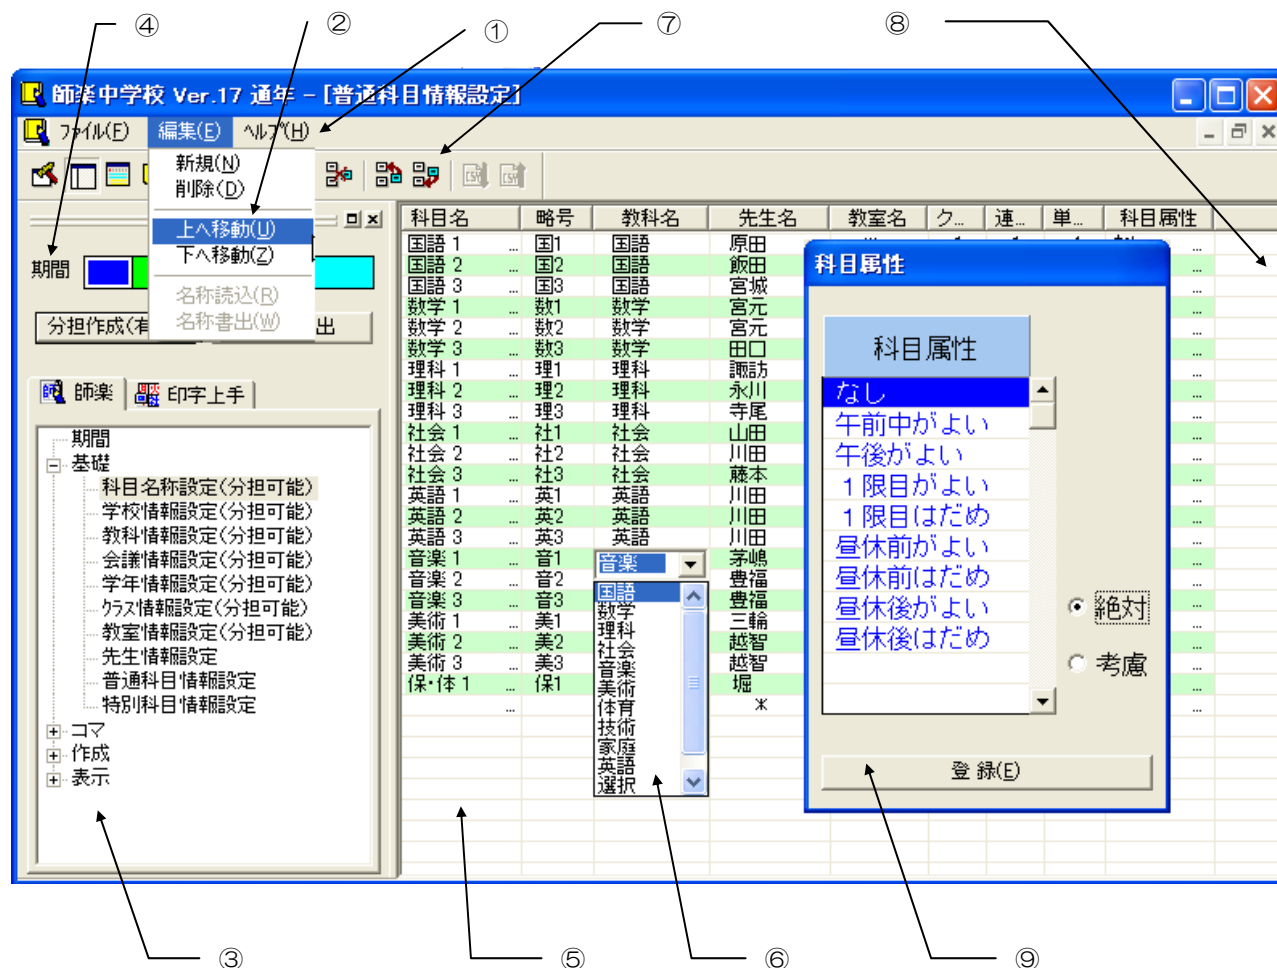 ④ ② ① ⑦ ⑧
師楽中学校 Ver.17 通年 - [普通科目情報設定]
ファイル(F) 編集(E) ヘルプ(H)
新規(N)
削除(D)
上へ移動(U)
下へ移動(Z)
名称読込(R)
名称書出(W)
期間
分担作成(有 出
師楽 印字上手
期間
基礎
科目名称設定(分担可能)
学校情報設定(分担可能)
教科情報設定(分担可能)
会議情報設定(分担可能)
学年情報設定(分担可能)
クラス情報設定(分担可能)
教室情報設定(分担可能)
先生情報設定
普通科目情報設定
特別科目情報設定
コマ
作成
表示
科目名 略号 教科名 先生名 教室名 ク... 連... 単... 科目属性
国語 1 ... 国1 国語 原田
国語 2 ... 国2 国語 飯田 ...
国語 3 ... 国3 国語 宮城 ...
数学 1 ... 数1 数学 宮元 ...
数学 2 ... 数2 数学 宮元 ...
数学 3 ... 数3 数学 田口 ...
理科 1 ... 理1 理科 諏訪 ...
理科 2 ... 理2 理科 永川 ...
理科 3 ... 理3 理科 寺尾 ...
社会 1 ... 社1 社会 山田 ...
社会 2 ... 社2 社会 川田 ...
社会 3 ... 社3 社会 藤本 ...
英語 1 ... 英1 英語 川田 ...
英語 2 ... 英2 英語 川田 ...
英語 3 ... 英3 英語 川田 ...
音楽 1 ... 音1 音楽 茅嶋 ...
音楽 2 ... 音2 豊福 ...
音楽 3 ... 音3 豊福 ...
美術 1 ... 美1 三輪 ...
美術 2 ... 美2 越智 ...
美術 3 ... 美3 越智 ...
保・体 1 ... 保1 堀 ...
... * ...
国語
数学
理科
社会
音楽
美術
体育
技術
家庭
英語
選択
科目属性
科目属性
なし
午前中がよい
午後がよい
1限目がよい
1限目はだめ
昼休前がよい
昼休前はだめ
昼休後がよい
昼休後はだめ
絶対
考慮
登 録(E)
③ ⑤ ⑥ ⑨